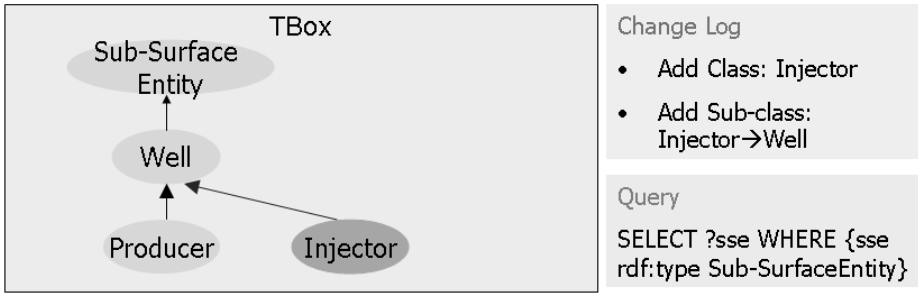 TBox
Sub-Surface
Entity
Well
Producer
Injector
Change Log
• Add Class: Injector
• Add Sub-class:
Injector→Well
Query
SELECT ?sse WHERE {sse
rdf:type Sub-SurfaceEntity}